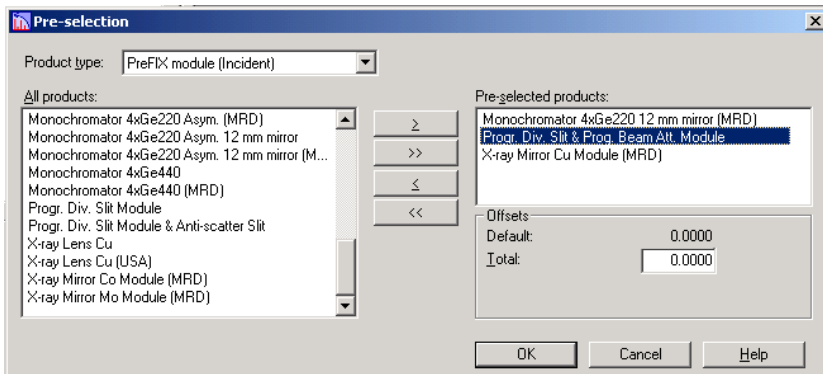 Pre-selection
Product type: PreFIX module (Incident)
All products:
Monochromator 4xGe220 Asym. (MRD)
Monochromator 4xGe220 Asym. 12 mm mirror
Monochromator 4xGe220 Asym. 12 mm mirror (M...
Monochromator 4xGe440
Monochromator 4xGe440 (MRD)
Progr. Div. Slit Module
Progr. Div. Slit Module & Anti-scatter Slit
X-ray Lens Cu
X-ray Lens Cu (USA)
X-ray Mirror Co Module (MRD)
X-ray Mirror Mo Module (MRD)
>
>>
<
<<
Pre-selected products:
Monochromator 4xGe220 12 mm mirror (MRD)
Progr. Div. Slit & Prog. Beam Att. Module
X-ray Mirror Cu Module (MRD)
Offsets
Default: 0.0000
Total: 0.0000
OK Cancel Help